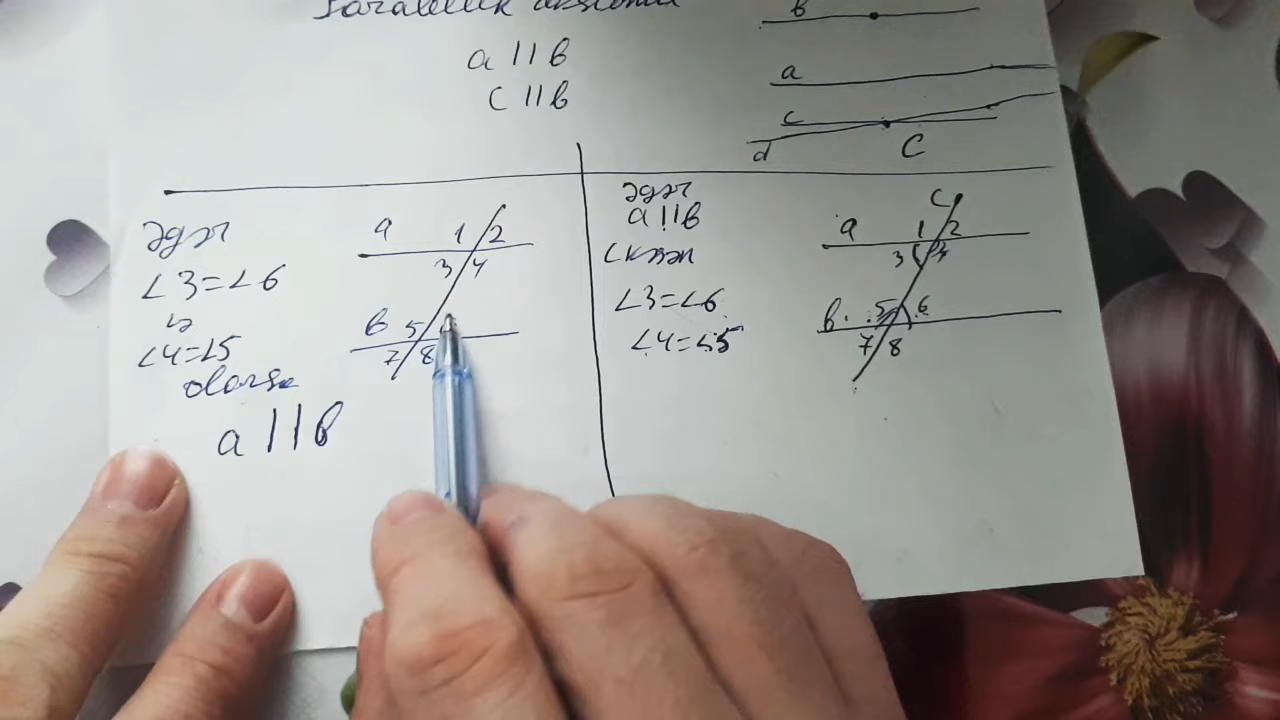 a || b
c || b
b
a
c
d
C
əgər
∠3=∠6
∠4=∠5
olarsa
a || b
a 1 2
3 4
b 5
7 8
əgər
a || b
∠3=∠6
∠4=∠5
c
a 1 2
3 4
b 5 6
7 8